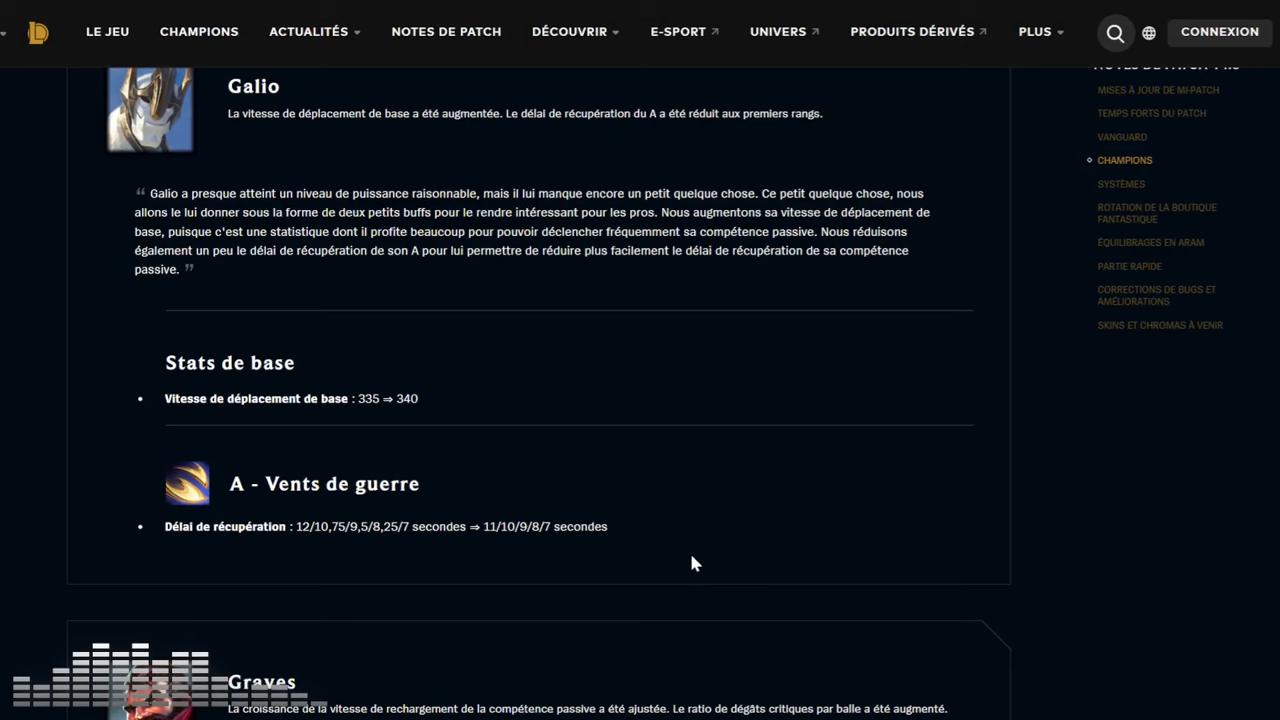 LE JEU CHAMPIONS ACTUALITÉS NOTES DE PATCH DÉCOUVRIR E-SPORT UNIVERS PRODUITS DÉRIVÉS PLUS CONNEXION
Galio
La vitesse de déplacement de base a été augmentée. Le délai de récupération du A a été réduit aux premiers rangs.
“ Galio a presque atteint un niveau de puissance raisonnable, mais il lui manque encore un petit quelque chose. Ce petit quelque chose, nous
allons le lui donner sous la forme de deux petits buffs pour le rendre intéressant pour les pros. Nous augmentons sa vitesse de déplacement de
base, puisque c'est une statistique dont il profite beaucoup pour pouvoir déclencher fréquemment sa compétence passive. Nous réduisons
également un peu le délai de récupération de son A pour lui permettre de réduire plus facilement le délai de récupération de sa compétence
passive. ”
Stats de base
• Vitesse de déplacement de base : 335 ⇒ 340
A - Vents de guerre
• Délai de récupération : 12/10,75/9,5/8,25/7 secondes ⇒ 11/10/9/8/7 secondes
Graves
La croissance de la vitesse de rechargement de la compétence passive a été ajustée. Le ratio de dégâts critiques par balle a été augmenté.
MISES À JOUR DE MI-PATCH
TEMPS FORTS DU PATCH
VANGUARD
CHAMPIONS
SYSTÈMES
ROTATION DE LA BOUTIQUE
FANTASTIQUE
ÉQUILIBRAGES EN ARAM
PARTIE RAPIDE
CORRECTIONS DE BUGS ET
AMÉLIORATIONS
SKINS ET CHROMAS À VENIR